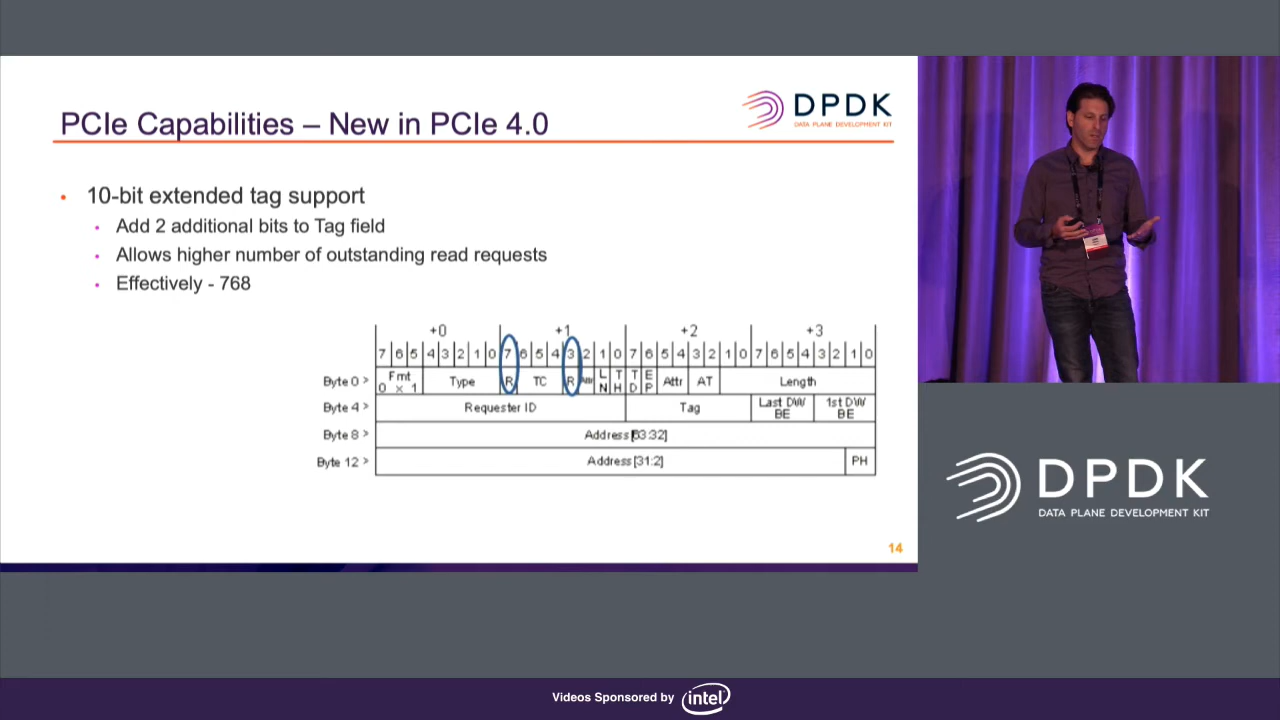 PCIe Capabilities – New in PCIe 4.0
DPDK
DATA PLANE DEVELOPMENT KIT
• 10-bit extended tag support
• Add 2 additional bits to Tag field
• Allows higher number of outstanding read requests
• Effectively - 768
+0 +1 +2 +3
7 6 5 4 3 2 1 0 7 6 5 4 3 2 1 0 7 6 5 4 3 2 1 0 7 6 5 4 3 2 1 0
Byte 0 > Fmt 0 x 1 Type R TC R Attr LN TH TD EP Attr AT Length
Byte 4 > Requester ID Tag Last DW BE 1st DW BE
Byte 8 > Address[63:32]
Byte 12 > Address[31:2] PH
14
DPDK
DATA PLANE DEVELOPMENT KIT
Videos Sponsored by intel